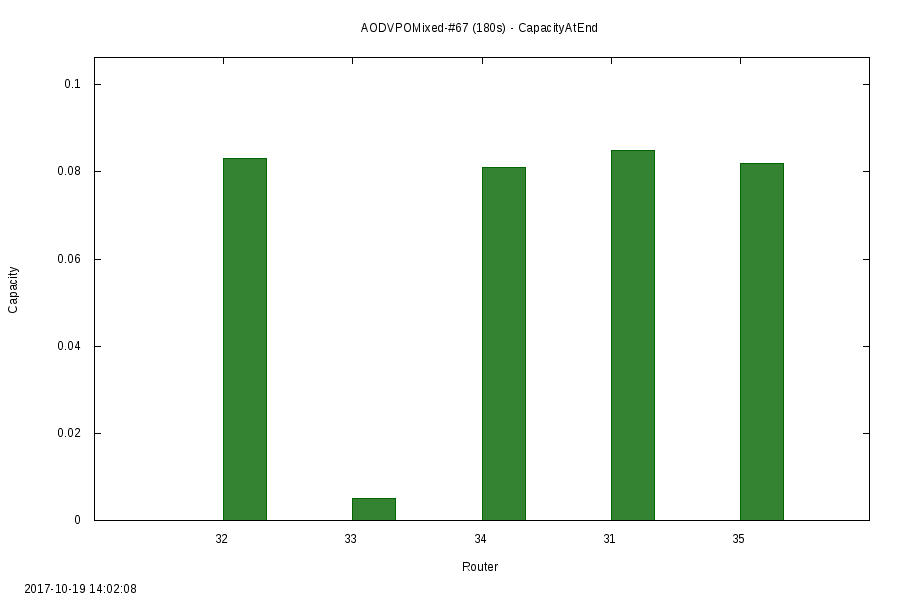 AODVPOMixed-#67 (180s) - CapacityAtEnd
0.1
0.08
0.06
0.04
0.02
0
Capacity
32 33 34 31 35
Router
2017-10-19 14:02:08